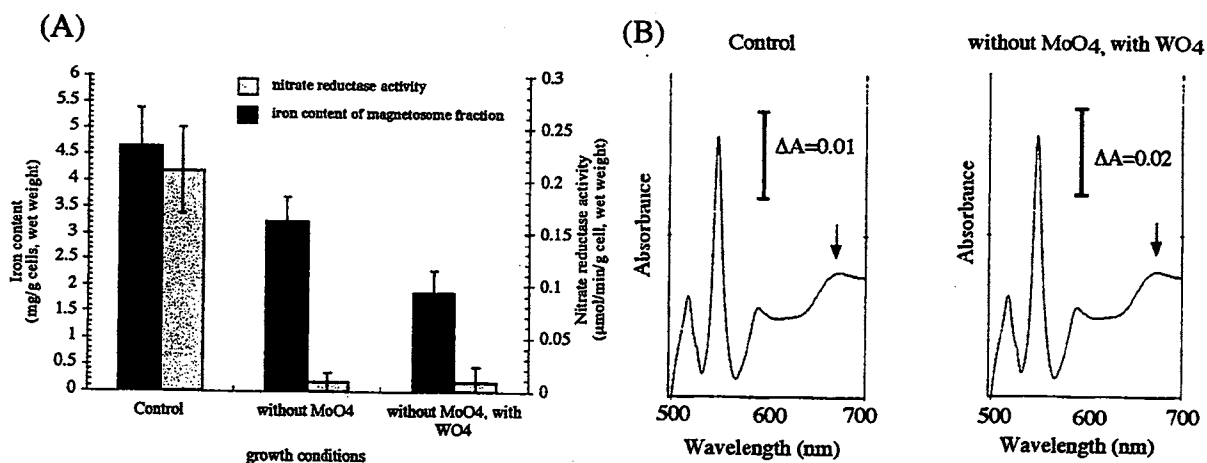 (A)
6
5.5
5
4.5
4
3.5
3
2.5
2
1.5
1
0.5
0
Iron content
(mg/g cells, wet weight)
nitrate reductase activity
iron content of magnetosome fraction
0.3
0.25
0.2
0.15
0.1
0.05
0
Nitrate reductase activity
(µmol/min/g cell, wet weight)
Control
without MoO4
without MoO4, with
WO4
growth conditions
(B)
Control
ΔA=0.01
Absorbance
500
600
700
Wavelength (nm)
without MoO4, with WO4
ΔA=0.02
Absorbance
500
600
700
Wavelength (nm)